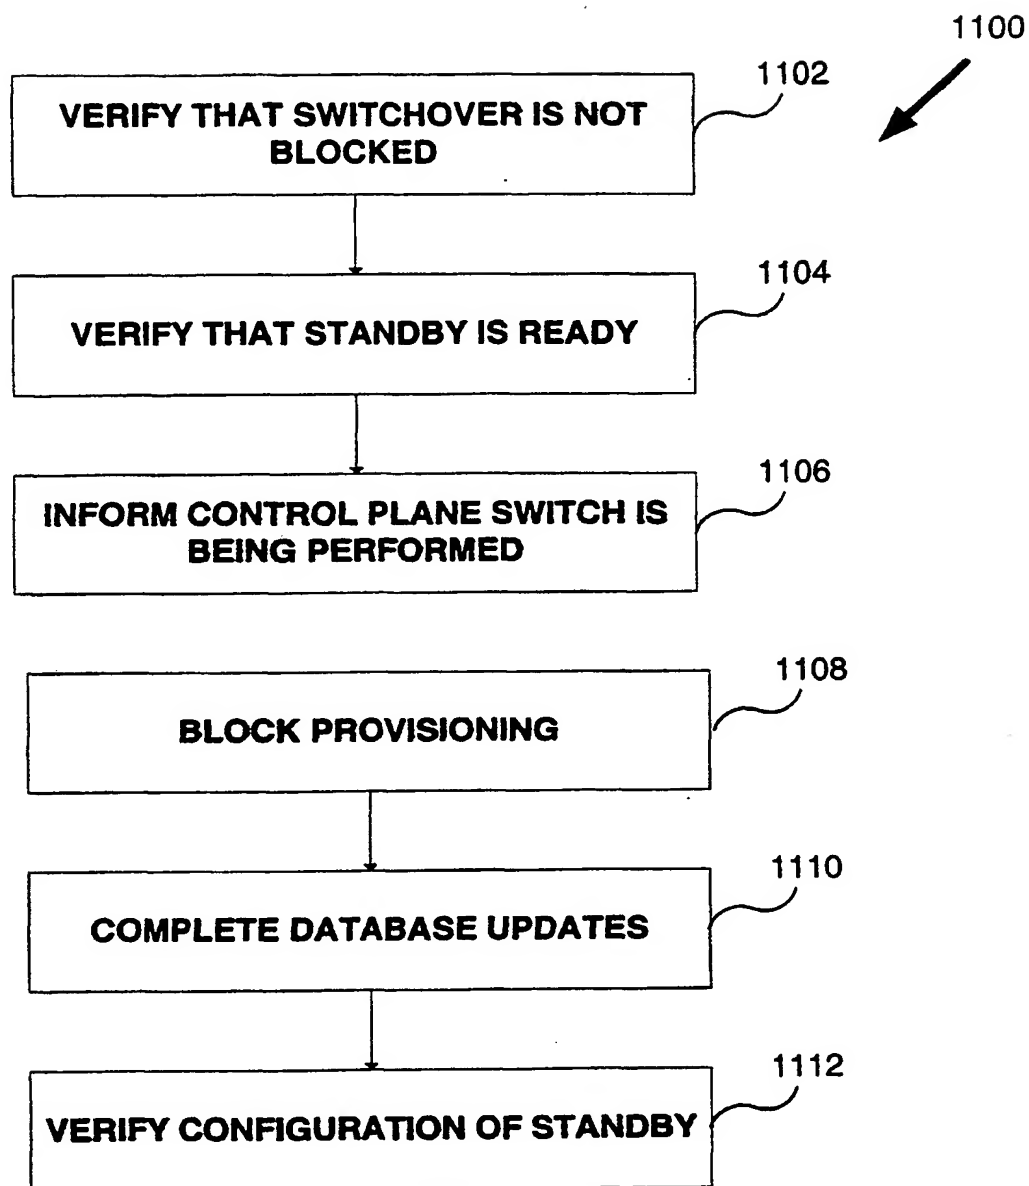 1100
1102
VERIFY THAT SWITCHOVER IS NOT
BLOCKED
1104
VERIFY THAT STANDBY IS READY
1106
INFORM CONTROL PLANE SWITCH IS
BEING PERFORMED
1108
BLOCK PROVISIONING
1110
COMPLETE DATABASE UPDATES
1112
VERIFY CONFIGURATION OF STANDBY